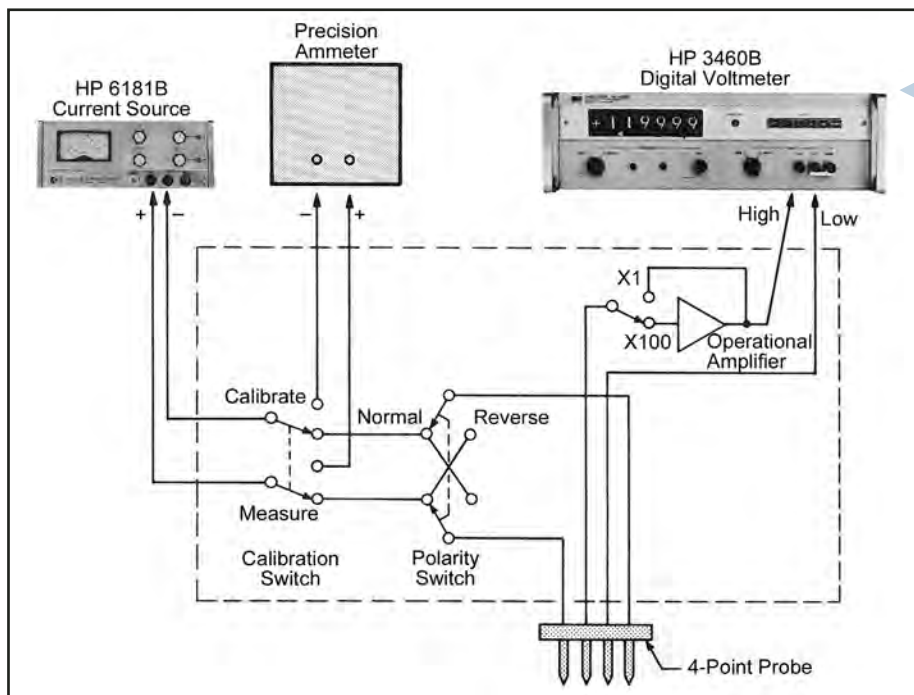 Precision
Ammeter
HP 6181B
Current Source
HP 3460B
Digital Voltmeter
+119999
+
−
−
+
High
Low
X1
X100
Operational
Amplifier
Calibrate
Normal
Reverse
Measure
Calibration
Switch
Polarity
Switch
4-Point Probe